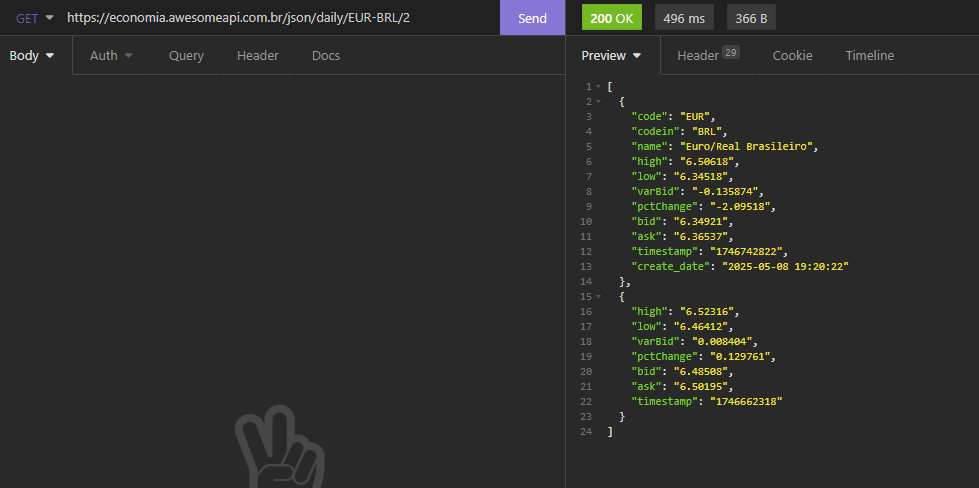 GET https://economia.awesomeapi.com.br/json/daily/EUR-BRL/2 Send 200 OK 496 ms 366 B
Body Auth Query Header Docs Preview Header 29 Cookie Timeline
1 [
2 {
3 "code": "EUR",
4 "codein": "BRL",
5 "name": "Euro/Real Brasileiro",
6 "high": "6.50618",
7 "low": "6.34518",
8 "varBid": "-0.135874",
9 "pctChange": "-2.09518",
10 "bid": "6.34921",
11 "ask": "6.36537",
12 "timestamp": "1746742822",
13 "create_date": "2025-05-08 19:20:22"
14 },
15 {
16 "high": "6.52316",
17 "low": "6.46412",
18 "varBid": "0.008404",
19 "pctChange": "0.129761",
20 "bid": "6.48508",
21 "ask": "6.50195",
22 "timestamp": "1746662318"
23 }
24 ]